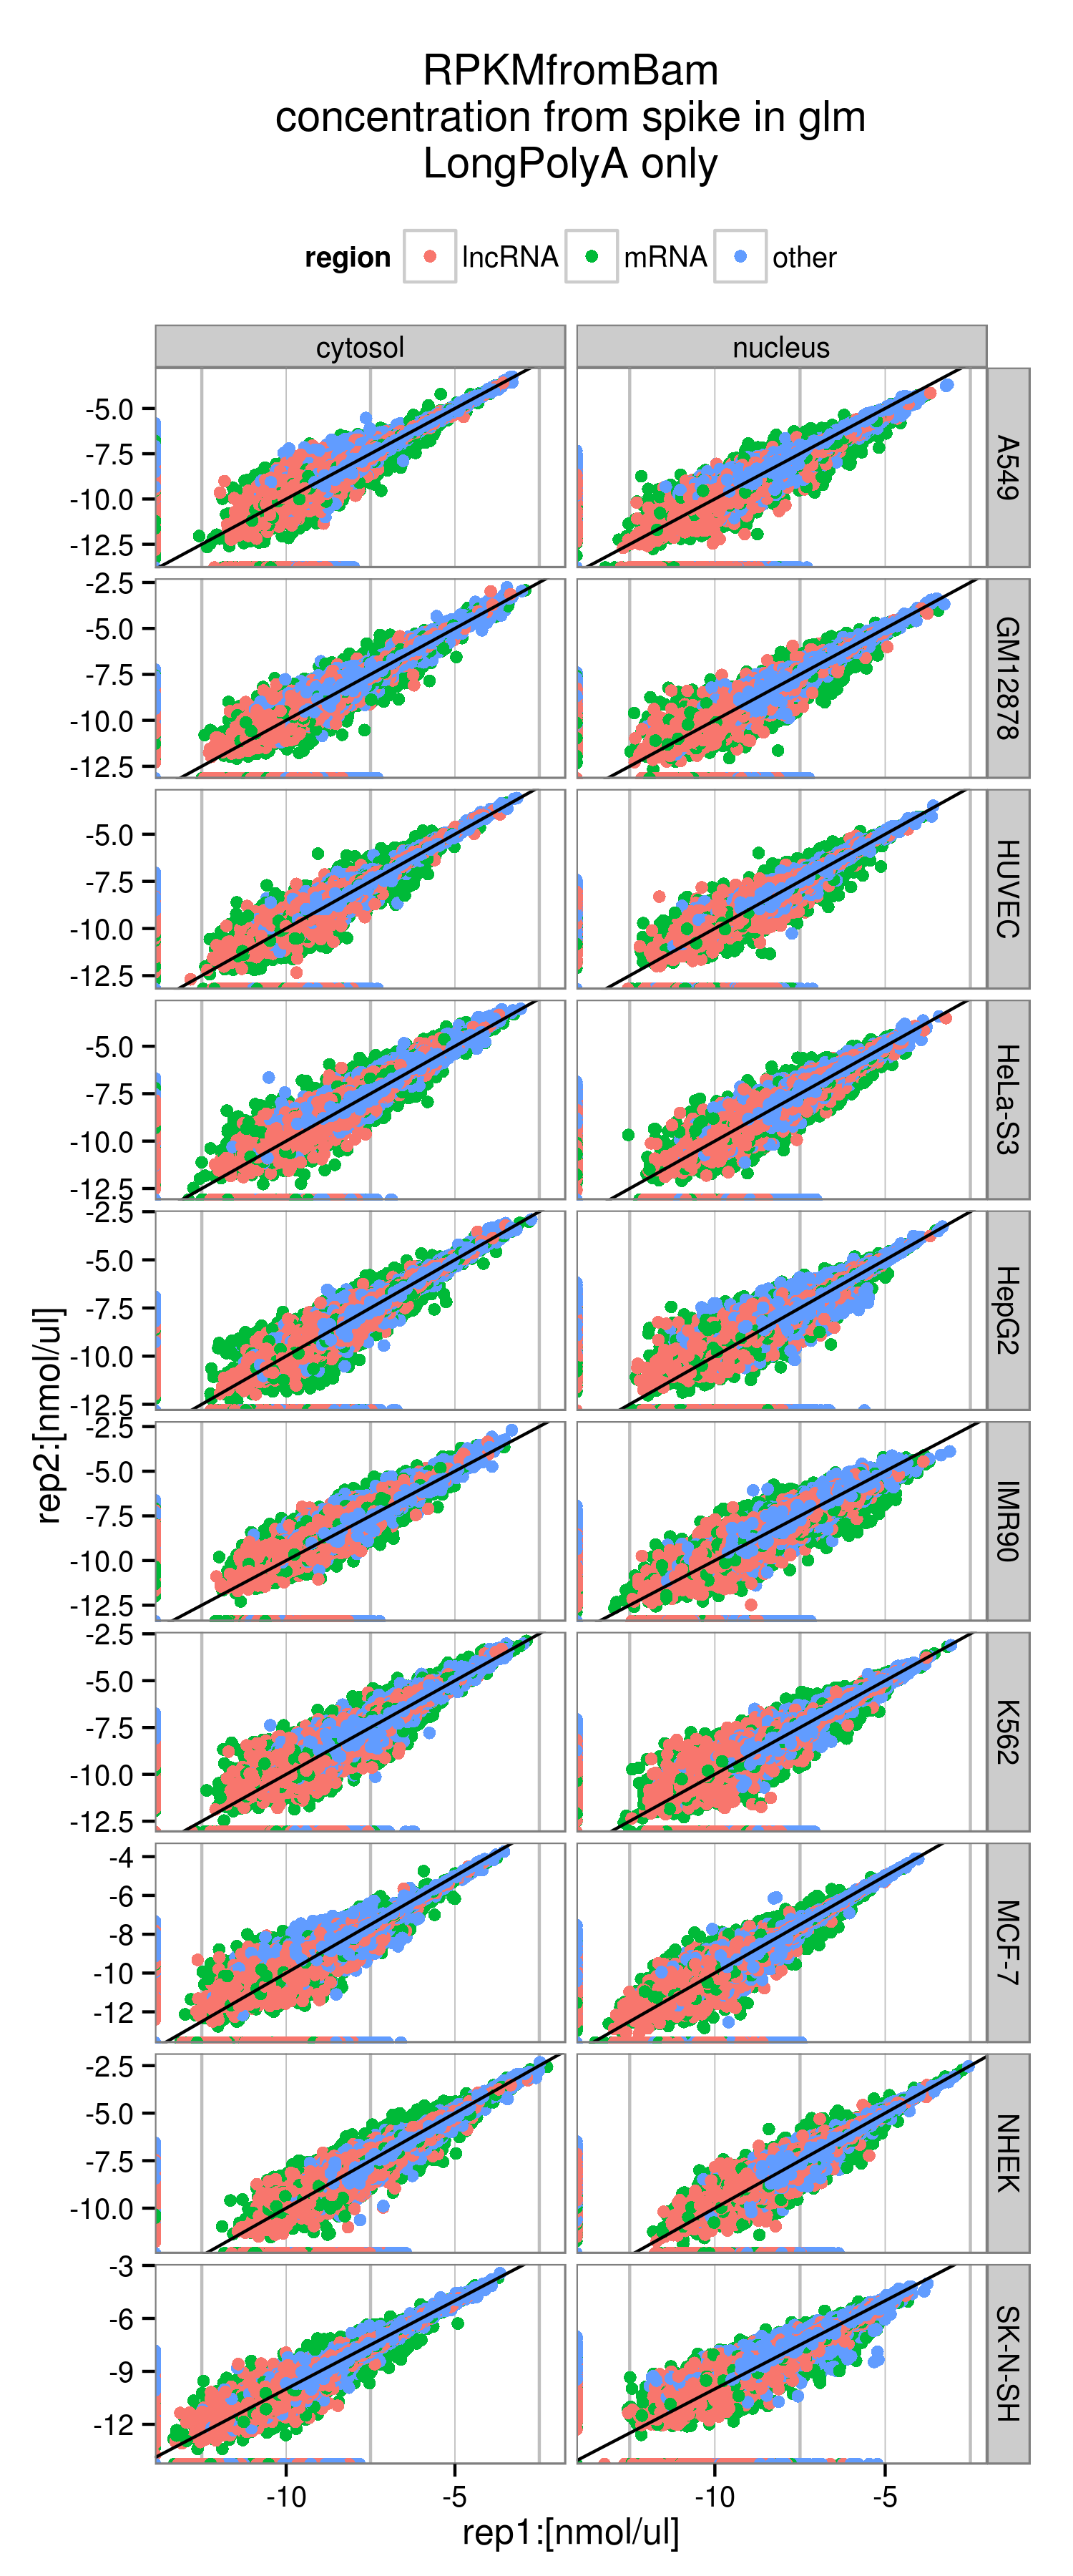 RPKMfromBam
concentration from spike in glm
LongPolyA only
region lncRNA mRNA other
cytosol nucleus
-5.0
-7.5
-10.0
-12.5
A549
-2.5
-5.0
-7.5
-10.0
-12.5
GM12878
-5.0
-7.5
-10.0
-12.5
HUVEC
-5.0
-7.5
-10.0
-12.5
HeLa-S3
-2.5
-5.0
-7.5
-10.0
-12.5
HepG2
-2.5
-5.0
-7.5
-10.0
-12.5
IMR90
-2.5
-5.0
-7.5
-10.0
-12.5
K562
-4
-6
-8
-10
-12
MCF-7
-2.5
-5.0
-7.5
-10.0
NHEK
-3
-6
-9
-12
SK-N-SH
rep2:[nmol/ul]
-10 -5 -10 -5
rep1:[nmol/ul]